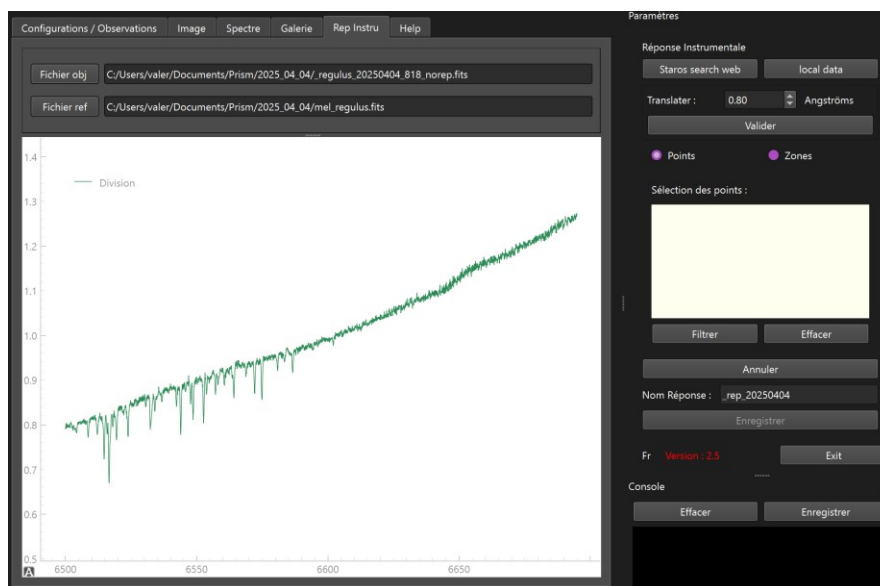 Configurations / Observations Image Spectre Galerie Rep Instru Help
Fichier obj C:/Users/valer/Documents/Prism/2025_04_04/_regulus_20250404_818_norep.fits
Fichier ref C:/Users/valer/Documents/Prism/2025_04_04/mel_regulus.fits
1.4
Division
1.3
1.2
1.1
1.0
0.9
0.8
0.7
0.6
0.5
A
6500 6550 6600 6650
Paramètres
Réponse Instrumentale
Staros search web local data
Translater : 0.80 Angströms
Valider
Points Zones
Sélection des points :
Filtrer Effacer
Annuler
Nom Réponse : _rep_20250404
Enregistrer
Fr Version : 2.5 Exit
Console
Effacer Enregistrer